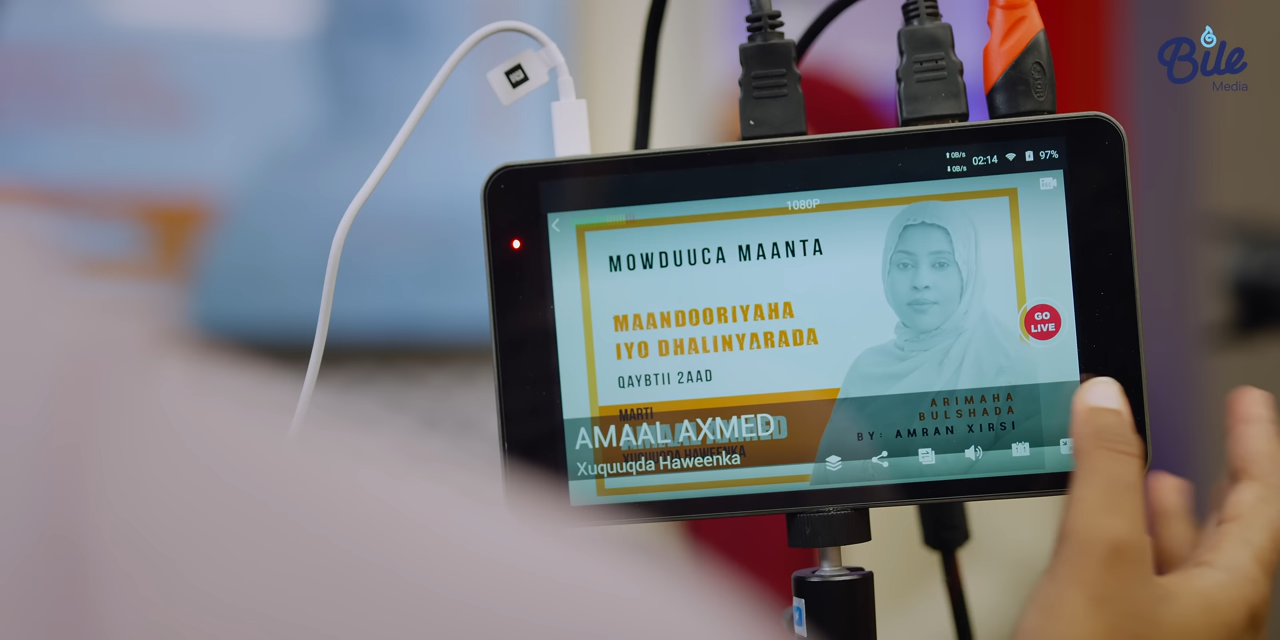 Bile
Media
0B/s
0B/s
02:14
97%
1080P
MOWDUUCA MAANTA
MAANDOORIYAHA
IYO DHALINYARADA
QAYBTII 2AAD
GO
LIVE
MARTI
AMAAL AXMED
Xuquuqda Haweenka
ARIMAHA
BULSHADA
BY: AMRAN XIRSI